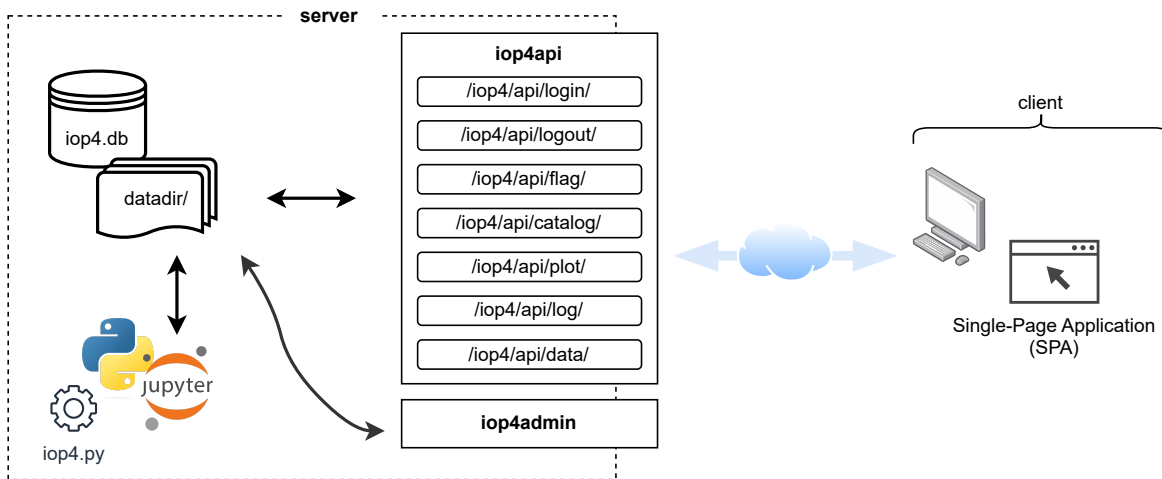 server
iop4.db
datadir/
jupyter
iop4.py
iop4api
/iop4/api/login/
/iop4/api/logout/
/iop4/api/flag/
/iop4/api/catalog/
/iop4/api/plot/
/iop4/api/log/
/iop4/api/data/
iop4admin
client
Single-Page Application
(SPA)